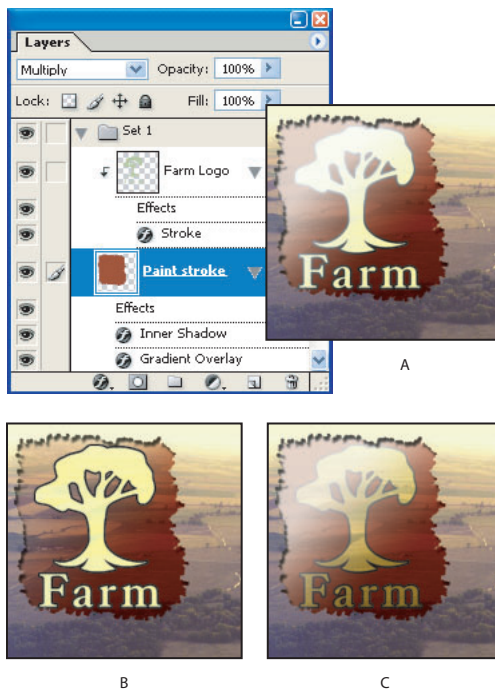 Layers
Multiply Opacity: 100%
Lock: Fill: 100%
Set 1
Farm Logo
Effects
Stroke
Paint stroke
Effects
Inner Shadow
Gradient Overlay
Farm
A
Farm
Farm
B
C